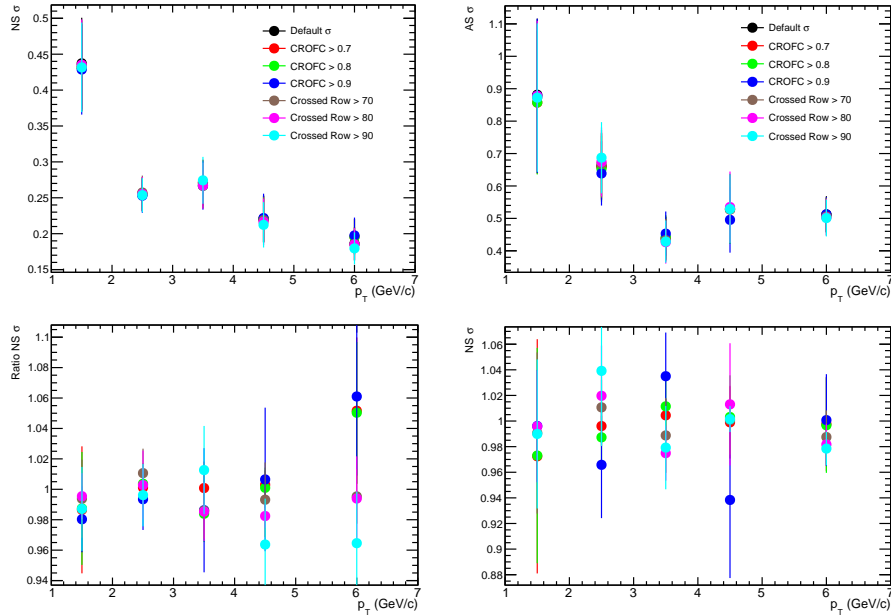 NS σ
0.5
0.45
0.4
0.35
0.3
0.25
0.2
0.15
1 2 3 4 5 6 7
p_T (GeV/c)
Default σ
CROFC > 0.7
CROFC > 0.8
CROFC > 0.9
Crossed Row > 70
Crossed Row > 80
Crossed Row > 90
AS σ
1.1
1
0.9
0.8
0.7
0.6
0.5
0.4
1 2 3 4 5 6 7
p_T (GeV/c)
Default σ
CROFC > 0.7
CROFC > 0.8
CROFC > 0.9
Crossed Row > 70
Crossed Row > 80
Crossed Row > 90
Ratio NS σ
1.1
1.08
1.06
1.04
1.02
1.00
0.98
0.96
0.94
1 2 3 4 5 6 7
p_T (GeV/c)
NS σ
1.06
1.04
1.02
1.00
0.98
0.96
0.94
0.92
0.90
0.88
1 2 3 4 5 6 7
p_T (GeV/c)